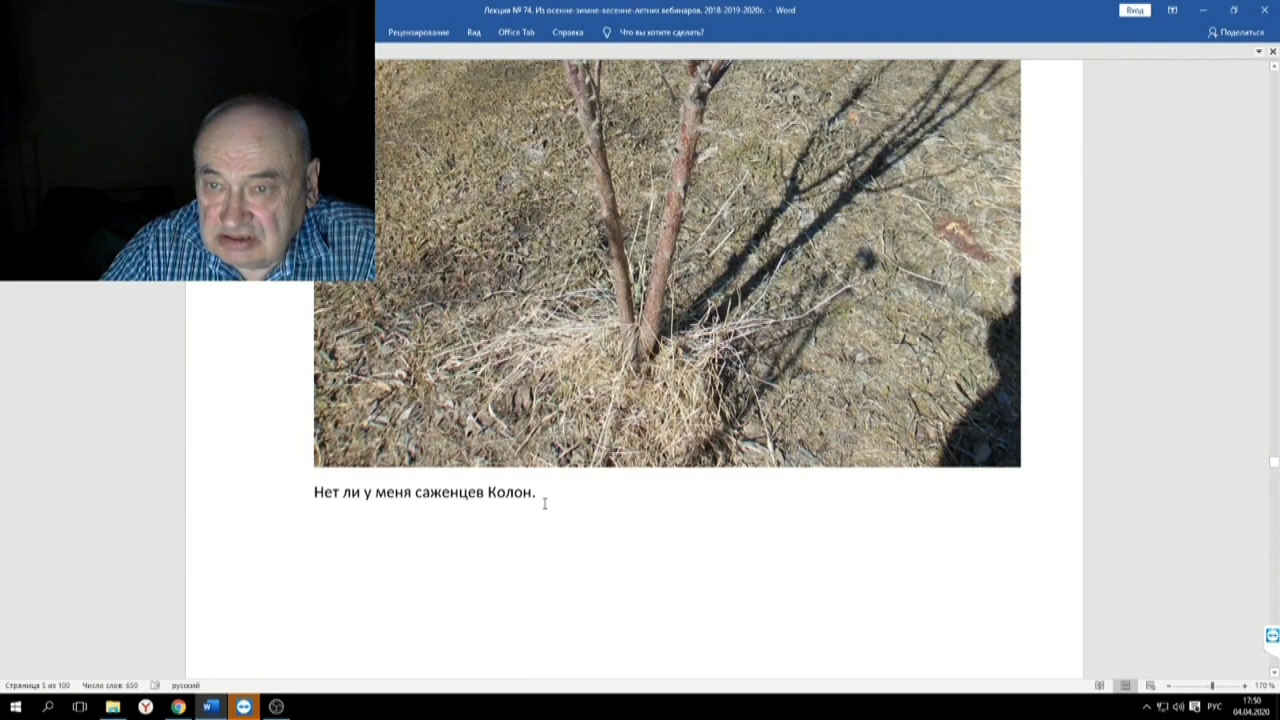 Лекция № 74. Из осенне-зимне-весенне-летних вебинаров. 2018-2019-2020г. - Word
Вход
Рецензирование Вид Office Tab Справка Что вы хотите сделать? Поделиться
Нет ли у меня саженцев Колон.
Страница 5 из 100 Число слов: 650 русский 170 %
РУС 17:50
04.04.2020